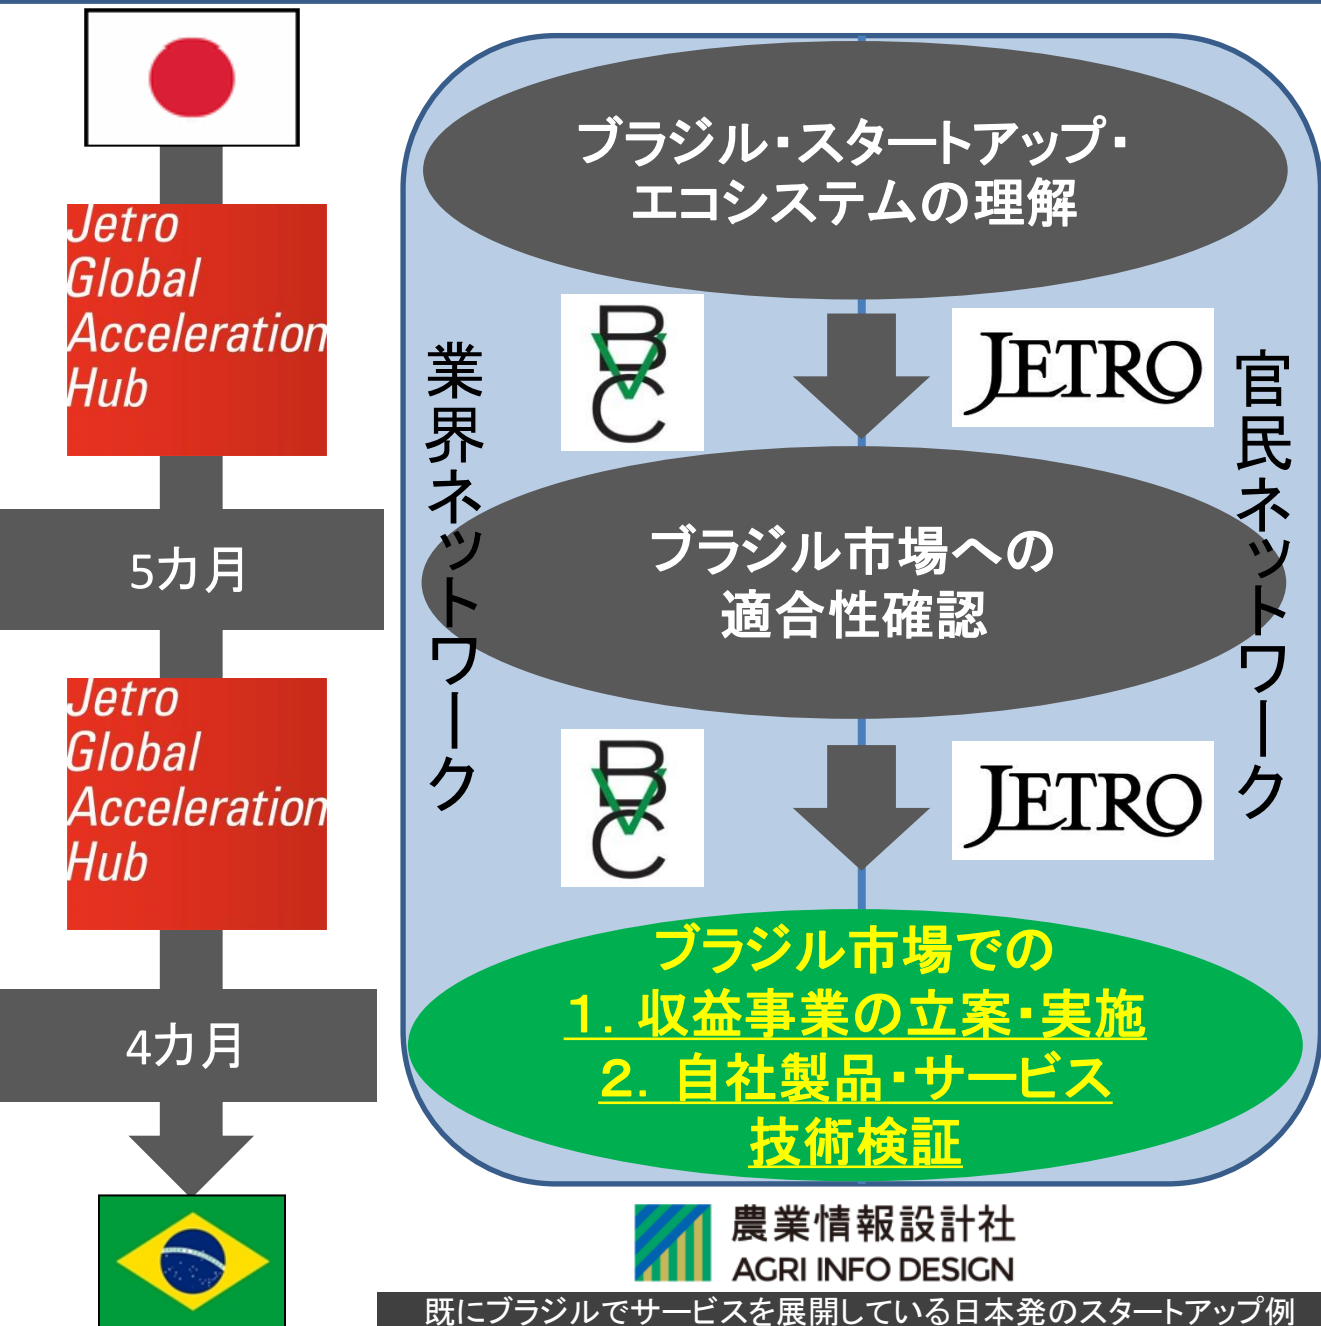 Jetro
Global
Acceleration
Hub
5カ月
Jetro
Global
Acceleration
Hub
4カ月
ブラジル・スタートアップ・
エコシステムの理解
業界ネットワーク
BVC
JETRO
官民ネットワーク
ブラジル市場への
適合性確認
BVC
JETRO
ブラジル市場での
１．収益事業の立案・実施
２．自社製品・サービス
技術検証
農業情報設計社
AGRI INFO DESIGN
既にブラジルでサービスを展開している日本発のスタートアップ例